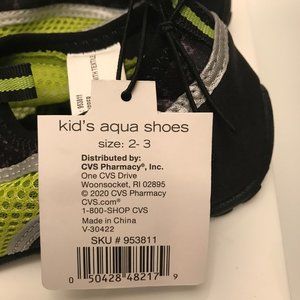 kid's aqua shoes
size: 2- 3
Distributed by:
CVS Pharmacy®, Inc.
One CVS Drive
Woonsocket, RI 02895
© 2020 CVS Pharmacy
CVS.com®
1-800-SHOP CVS
Made in China
V-30422
SKU # 953811
0 50428 48217 9